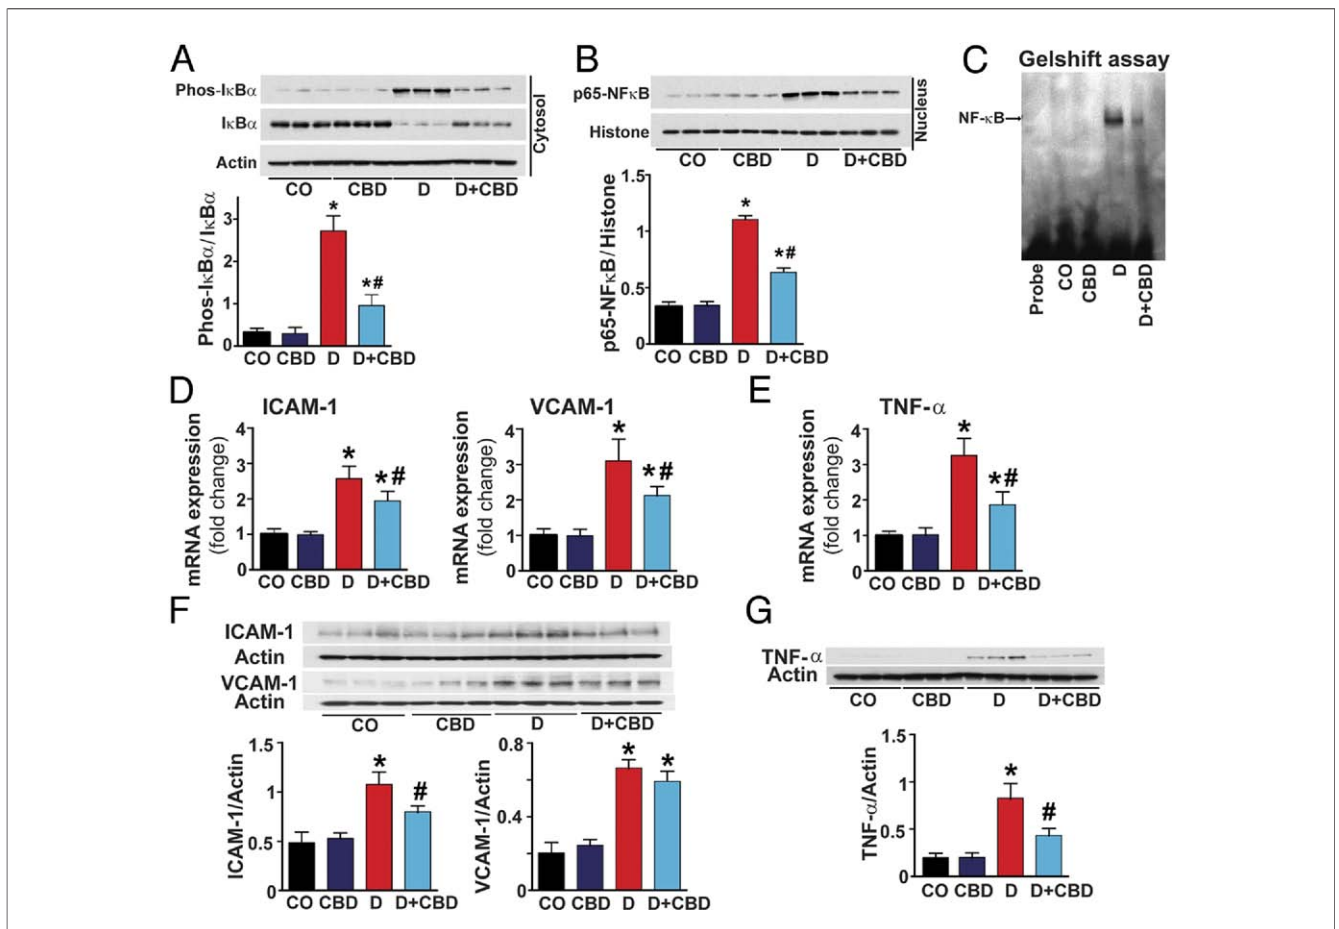 A
Phos-IκBα
IκBα
Actin
Cytosol
CO CBD D D+CBD
Phos-IκBα/IκBα
3
2
1
0
*
*#
CO CBD D D+CBD
B
p65-NFκB
Histone
Nucleus
CO CBD D D+CBD
p65-NFκB/Histone
1.5
1
0.5
0
*
*#
CO CBD D D+CBD
C
Gelshift assay
NF-κB→
Probe
CO
CBD
D
D+CBD
D
ICAM-1
mRNA expression
(fold change)
4
3
2
1
0
*
*#
CO CBD D D+CBD
VCAM-1
mRNA expression
(fold change)
4
3
2
1
0
*
*#
CO CBD D D+CBD
E
TNF-α
mRNA expression
(fold change)
4
3
2
1
0
*
*#
CO CBD D D+CBD
F
ICAM-1
Actin
VCAM-1
Actin
CO CBD D D+CBD
ICAM-1/Actin
1.5
1
0.5
0
*
#
CO CBD D D+CBD
VCAM-1/Actin
0.8
0.4
0
*
*
CO CBD D D+CBD
G
TNF-α
Actin
CO CBD D D+CBD
TNF-α/Actin
1.5
1
0.5
0
*
#
CO CBD D D+CBD